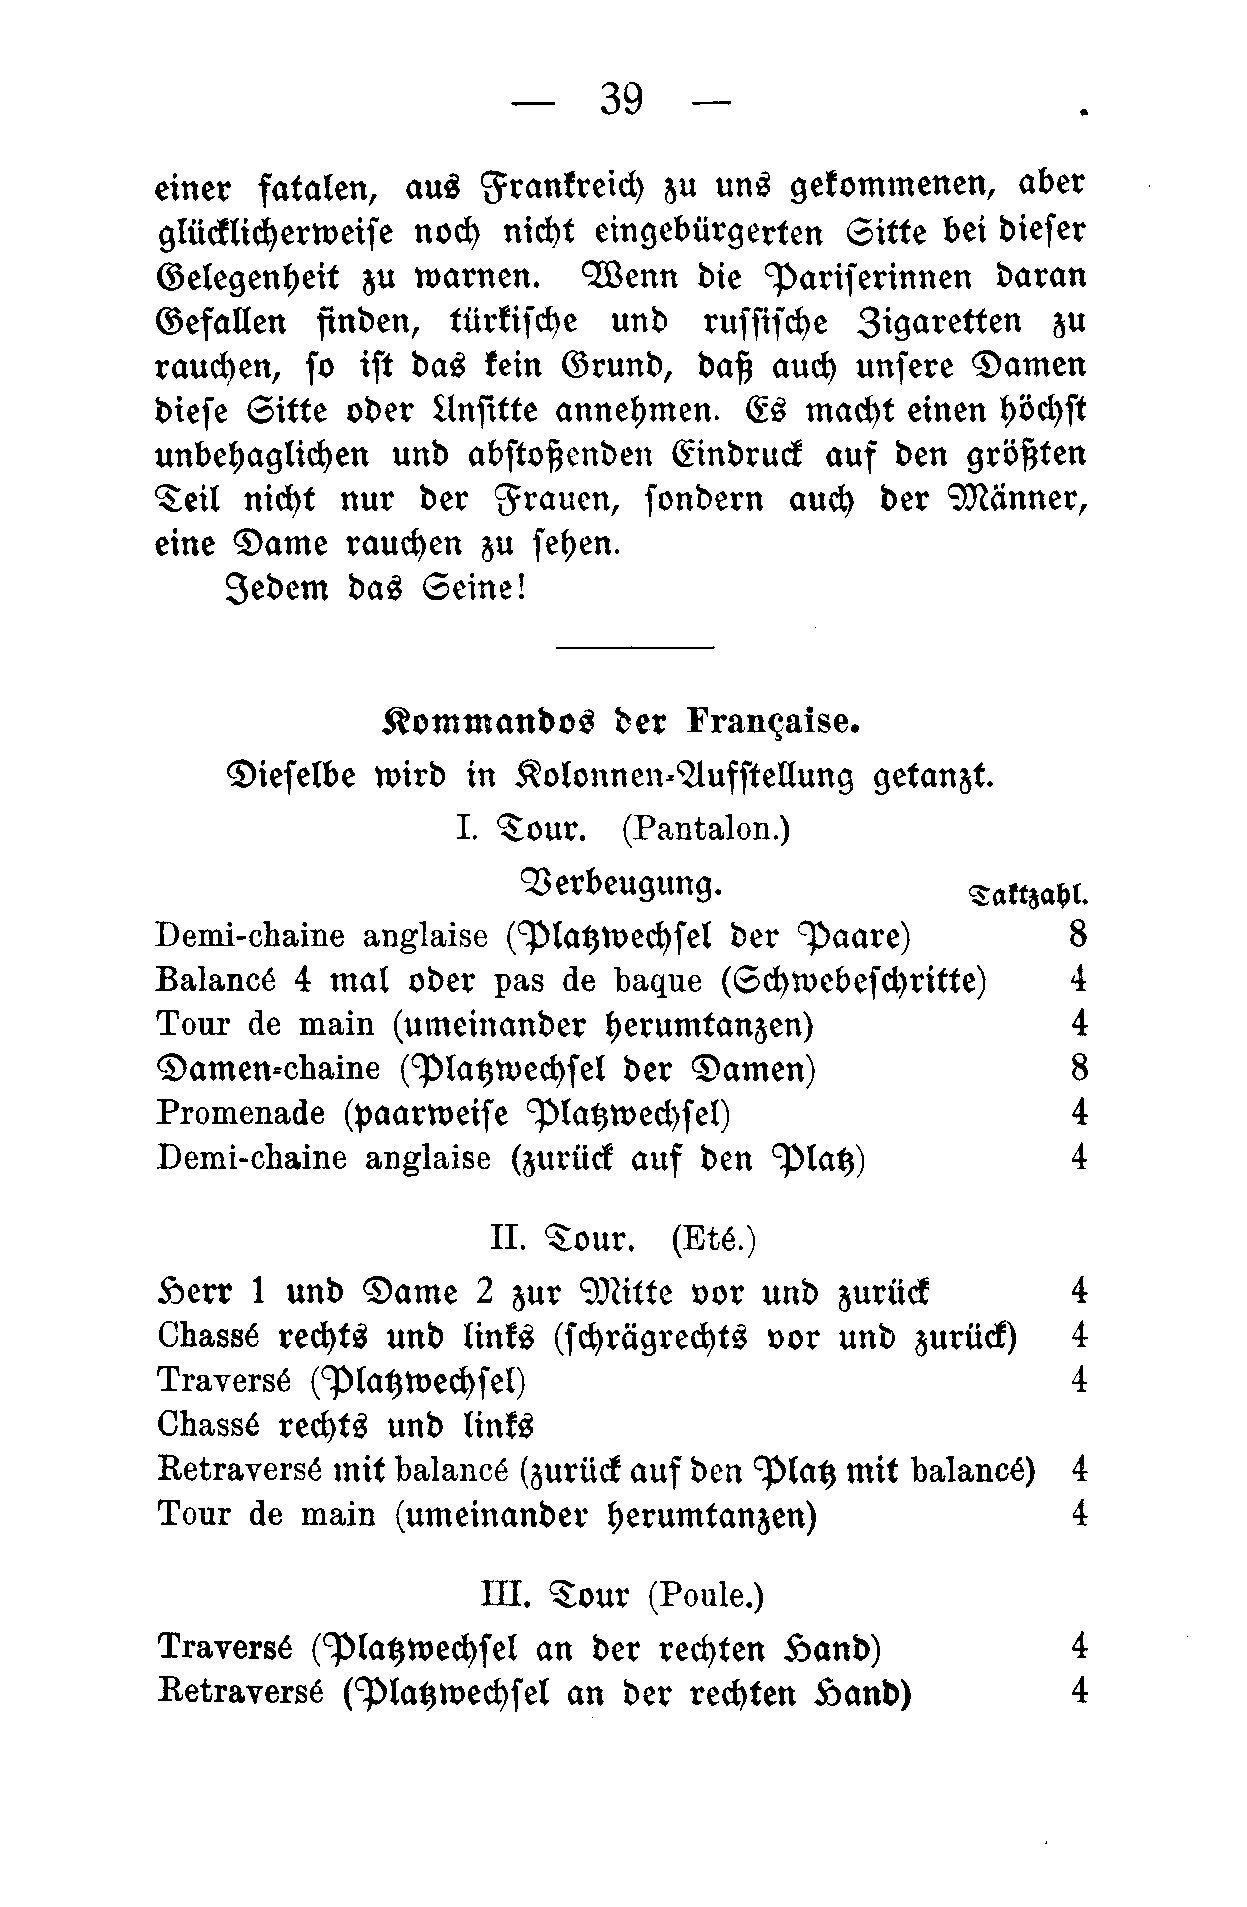 — 39 —
einer fatalen, aus Frankreich zu uns gekommenen, aber
glücklicherweise noch nicht eingebürgerten Sitte bei dieser
Gelegenheit zu warnen. Wenn die Pariserinnen daran
Gefallen finden, türkische und russische Zigaretten zu
rauchen, so ist das kein Grund, daß auch unsere Damen
diese Sitte oder Unsitte annehmen. Es macht einen höchst
unbehaglichen und abstoßenden Eindruck auf den größten
Teil nicht nur der Frauen, sondern auch der Männer,
eine Dame rauchen zu sehen.
Jedem das Seine!
Kommandos der Française.
Dieselbe wird in Kolonnen-Aufstellung getanzt.
I. Tour. (Pantalon.)
Verbeugung.
Taktzahl.
Demi-chaine anglaise (Platzwechsel der Paare) 8
Balancé 4 mal oder pas de baque (Schwebeschritte) 4
Tour de main (umeinander herumtanzen) 4
Damen-chaine (Platzwechsel der Damen) 8
Promenade (paarweise Platzwechsel) 4
Demi-chaine anglaise (zurück auf den Platz) 4
II. Tour. (Eté.)
Herr 1 und Dame 2 zur Mitte vor und zurück 4
Chassé rechts und links (schrägrechts vor und zurück) 4
Traversé (Platzwechsel) 4
Chassé rechts und links
Retraversé mit balancé (zurück auf den Platz mit balancé) 4
Tour de main (umeinander herumtanzen) 4
III. Tour (Poule.)
Traversé (Platzwechsel an der rechten Hand) 4
Retraversé (Platzwechsel an der rechten Hand) 4